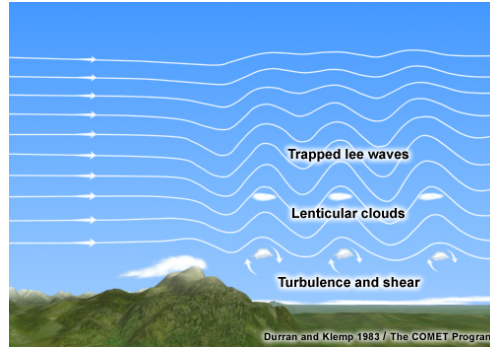 Trapped lee waves
Lenticular clouds
Turbulence and shear
Durran and Klemp 1983 / The COMET Program